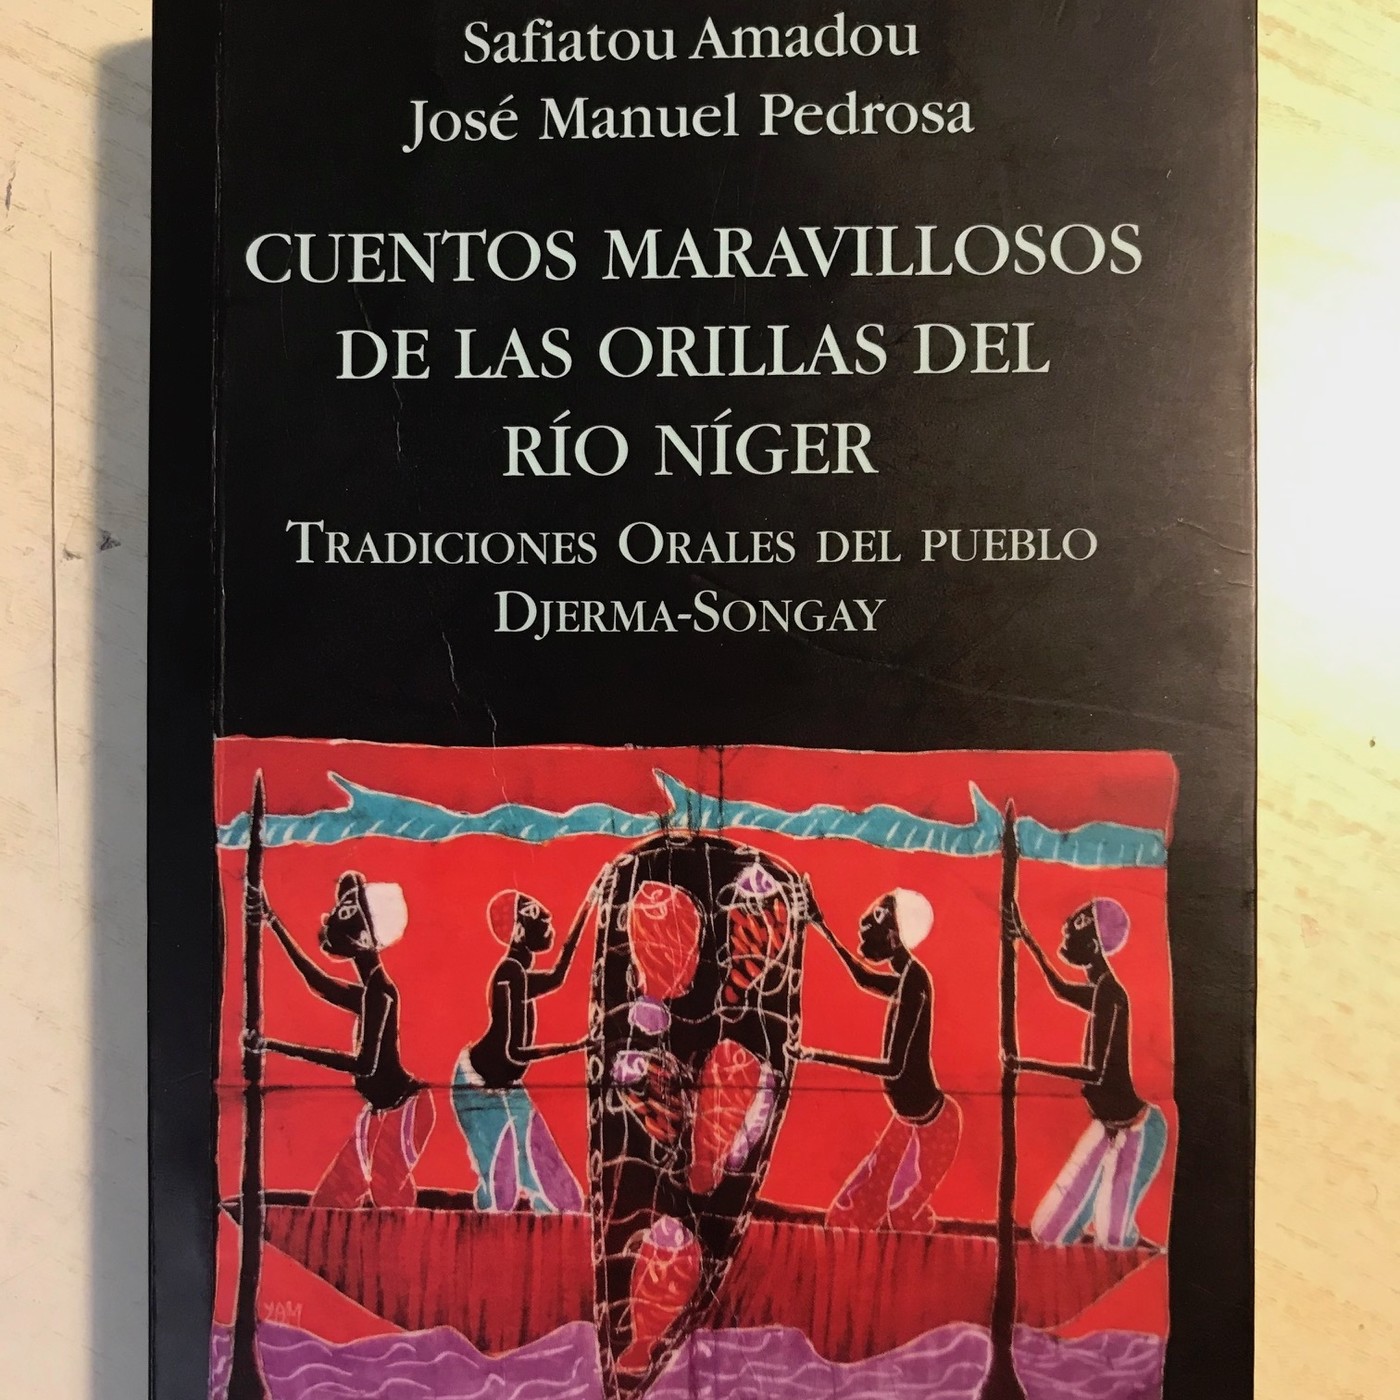 Safiatou Amadou
José Manuel Pedrosa
CUENTOS MARAVILLOSOS
DE LAS ORILLAS DEL
RÍO NÍGER
TRADICIONES ORALES DEL PUEBLO
DJERMA-SONGAY